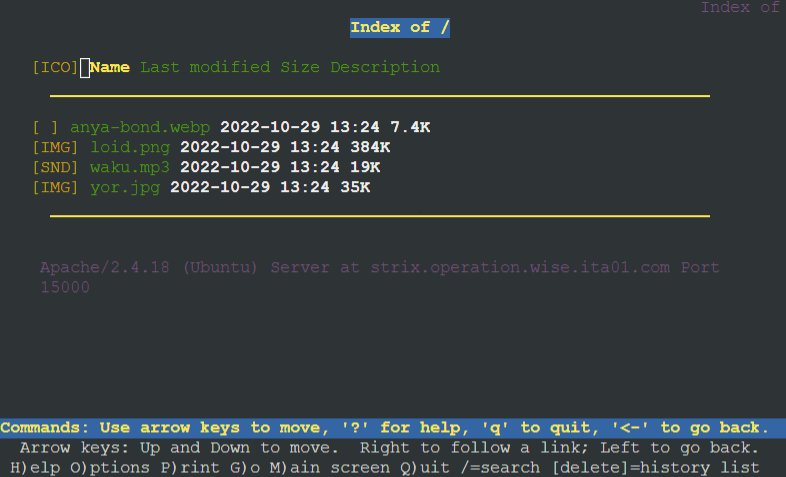 Index of
Index of /
[ICO] Name Last modified Size Description
[ ] anya-bond.webp 2022-10-29 13:24 7.4K
[IMG] loid.png 2022-10-29 13:24 384K
[SND] waku.mp3 2022-10-29 13:24 19K
[IMG] yor.jpg 2022-10-29 13:24 35K
Apache/2.4.18 (Ubuntu) Server at strix.operation.wise.ita01.com Port
15000
Commands: Use arrow keys to move, '?' for help, 'q' to quit, '<-' to go back.
Arrow keys: Up and Down to move. Right to follow a link; Left to go back.
H)elp O)ptions P)rint G)o M)ain screen Q)uit /=search [delete]=history list